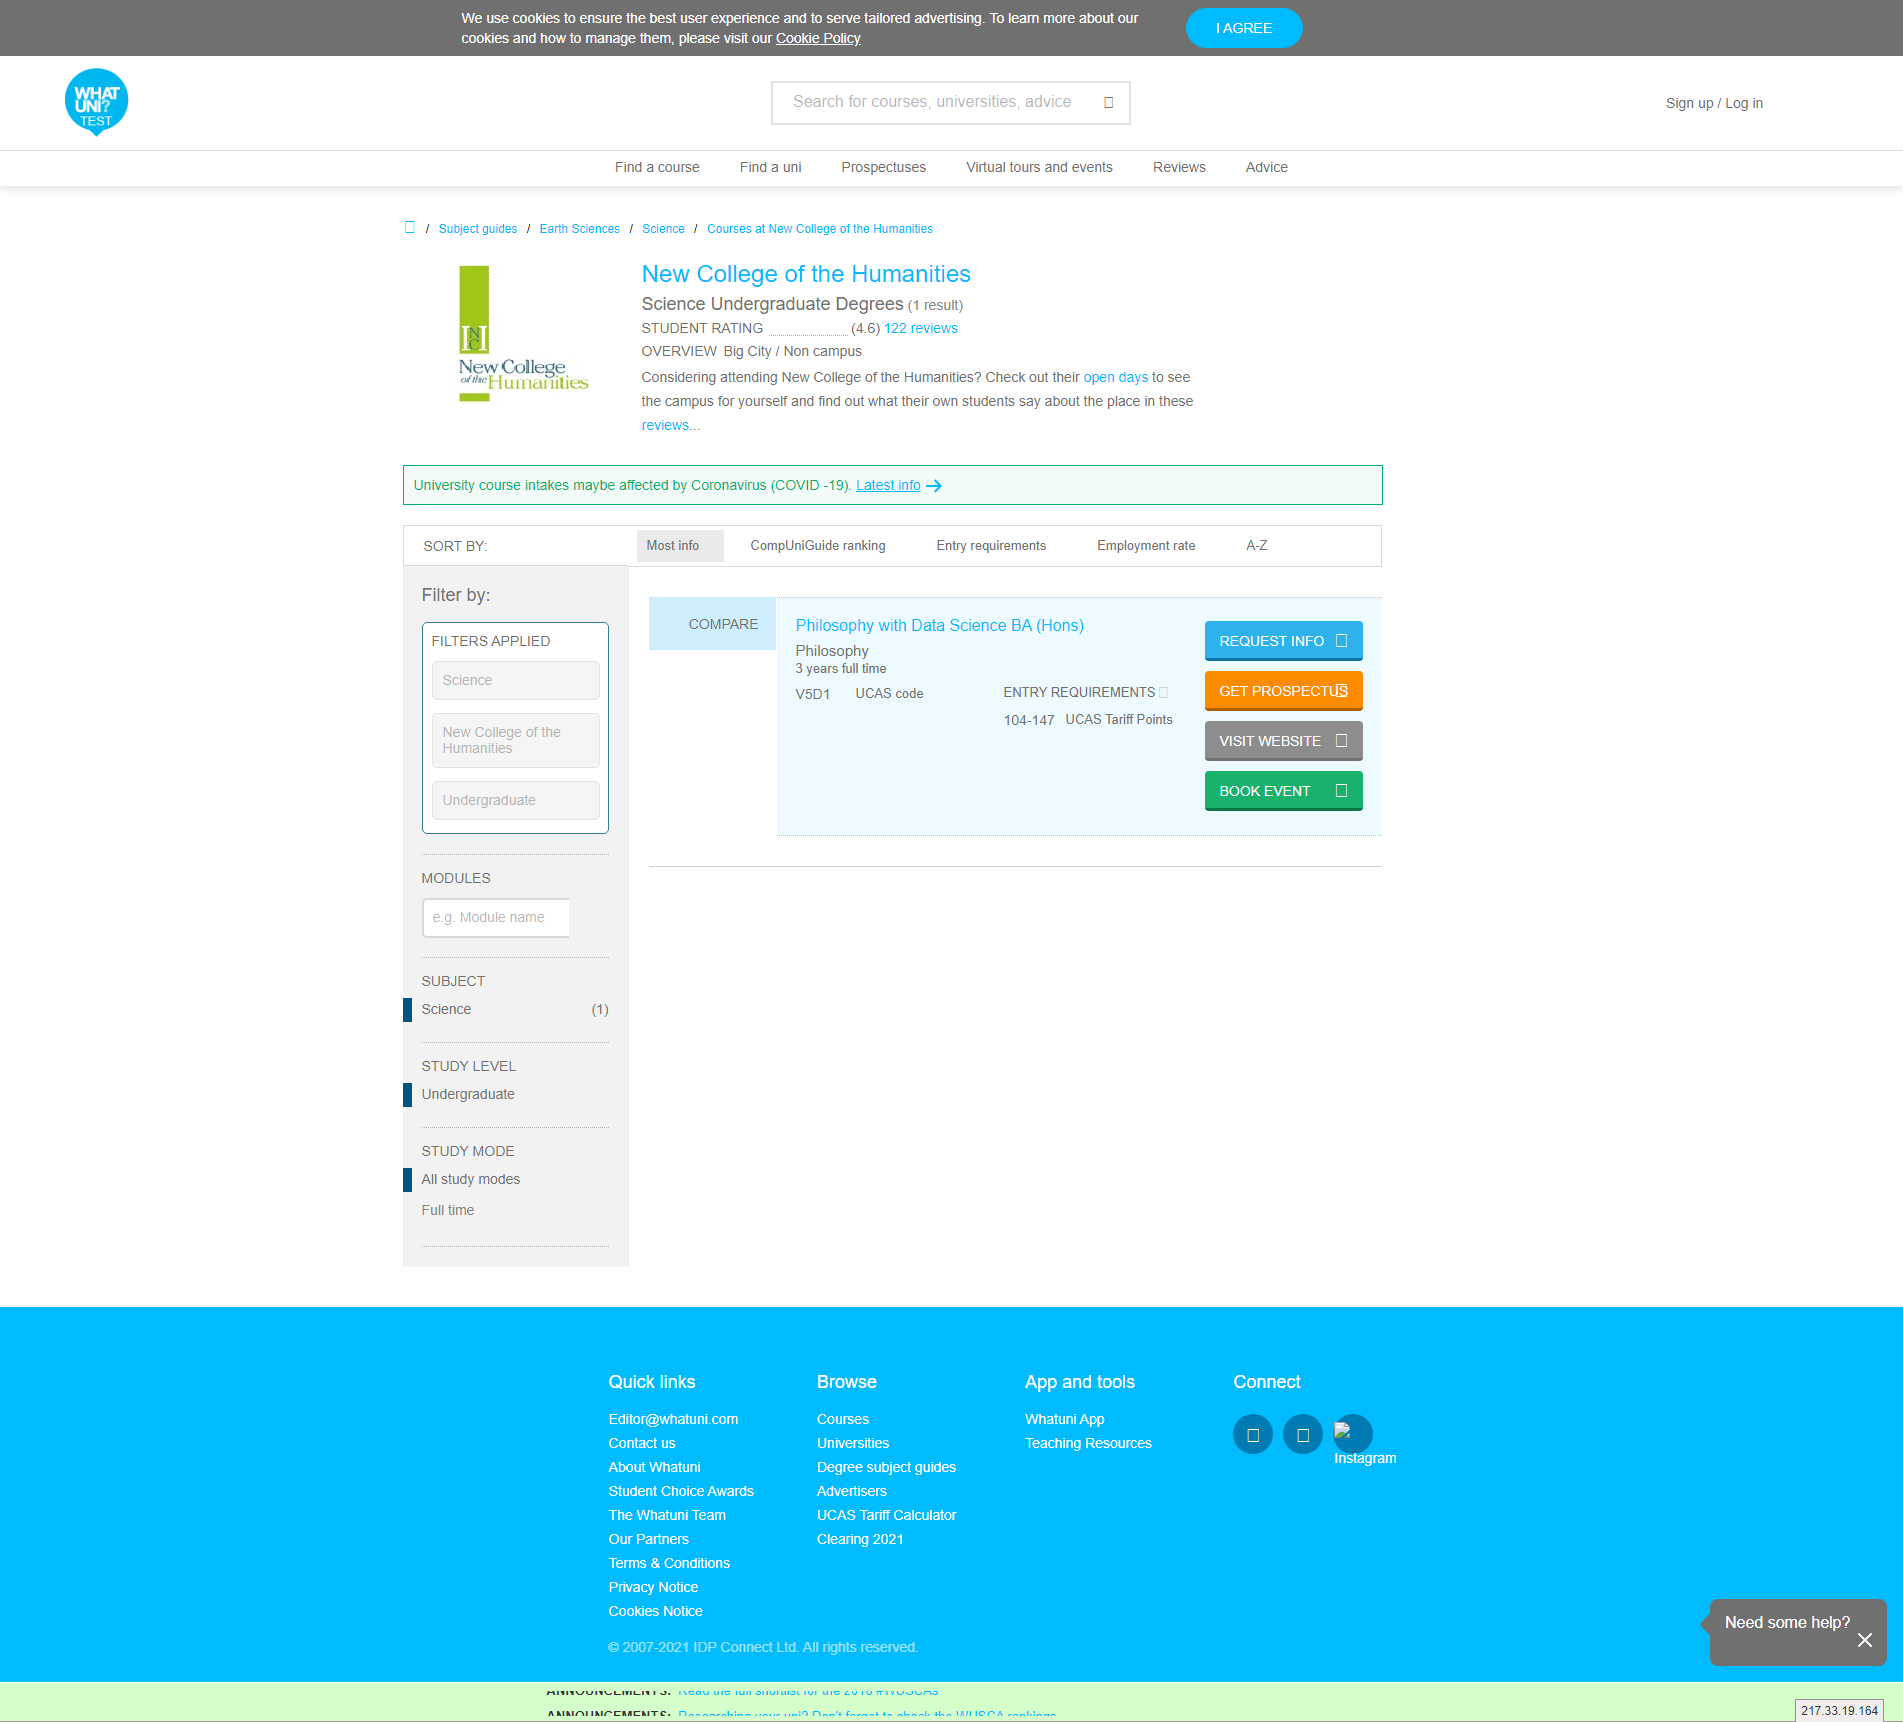 We use cookies to ensure the best user experience and to serve tailored advertising. To learn more about our
cookies and how to manage them, please visit our Cookie Policy
I AGREE
WHAT
UNI?
TEST
Search for courses, universities, advice
Sign up / Log in
Find a course
Find a uni
Prospectuses
Virtual tours and events
Reviews
Advice
/ Subject guides / Earth Sciences / Science / Courses at New College of the Humanities
NCH
New College
of the Humanities
New College of the Humanities
Science Undergraduate Degrees (1 result)
STUDENT RATING (4.6) 122 reviews
OVERVIEW Big City / Non campus
Considering attending New College of the Humanities? Check out their open days to see
the campus for yourself and find out what their own students say about the place in these
reviews...
University course intakes maybe affected by Coronavirus (COVID -19). Latest info
SORT BY:
Most info
CompUniGuide ranking
Entry requirements
Employment rate
A-Z
Filter by:
FILTERS APPLIED
Science
New College of the
Humanities
Undergraduate
MODULES
e.g. Module name
SUBJECT
Science (1)
STUDY LEVEL
Undergraduate
STUDY MODE
All study modes
Full time
COMPARE
Philosophy with Data Science BA (Hons)
Philosophy
3 years full time
V5D1 UCAS code
ENTRY REQUIREMENTS
104-147 UCAS Tariff Points
REQUEST INFO
GET PROSPECTUS
VISIT WEBSITE
BOOK EVENT
Quick links
Editor@whatuni.com
Contact us
About Whatuni
Student Choice Awards
The Whatuni Team
Our Partners
Terms & Conditions
Privacy Notice
Cookies Notice
Browse
Courses
Universities
Degree subject guides
Advertisers
UCAS Tariff Calculator
Clearing 2021
App and tools
Whatuni App
Teaching Resources
Connect
Instagram
© 2007-2021 IDP Connect Ltd. All rights reserved.
Need some help?
ANNOUNCEMENTS: Read the full shortlist for the 2016 #WUSCAs
ANNOUNCEMENTS: Researching your uni? Don't forget to check the WUSCA rankings
217.33.19.164